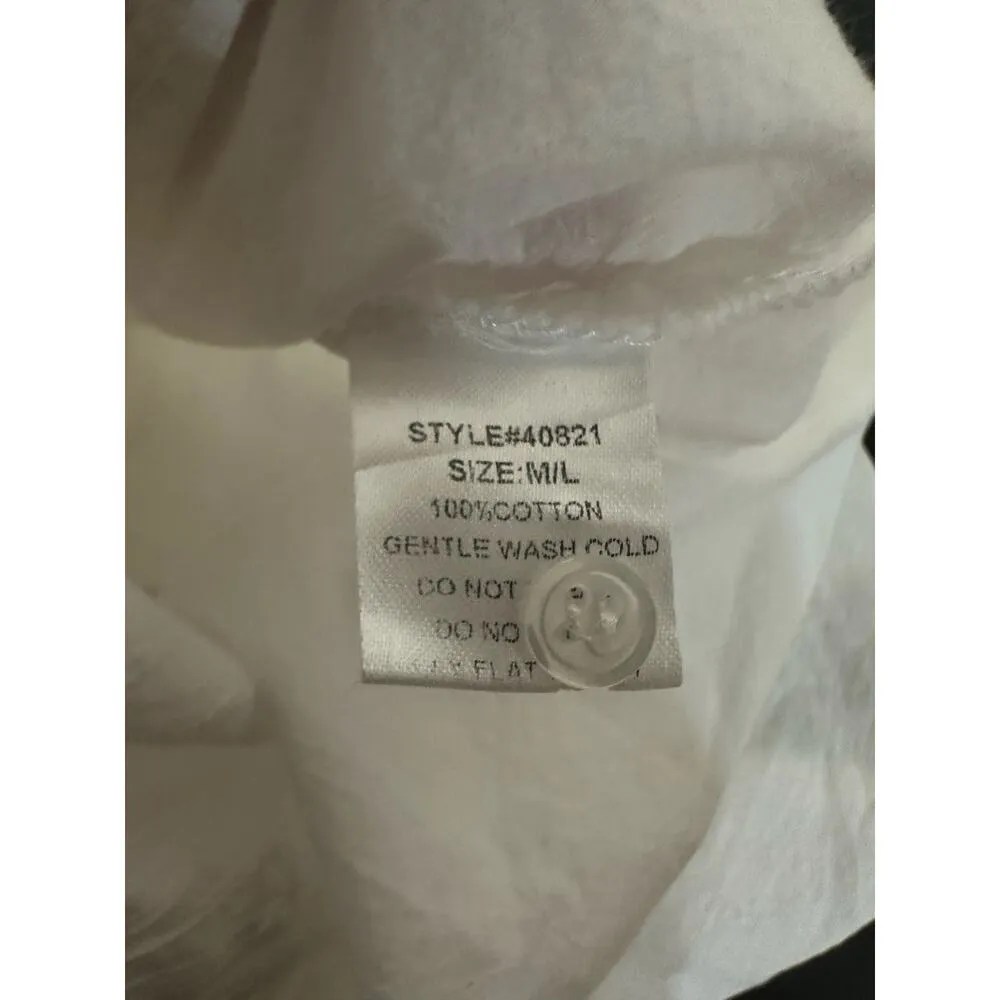 STYLE#40821
SIZE:M/L
100%COTTON
GENTLE WASH COLD
DO NOT
DO NO
FLAT